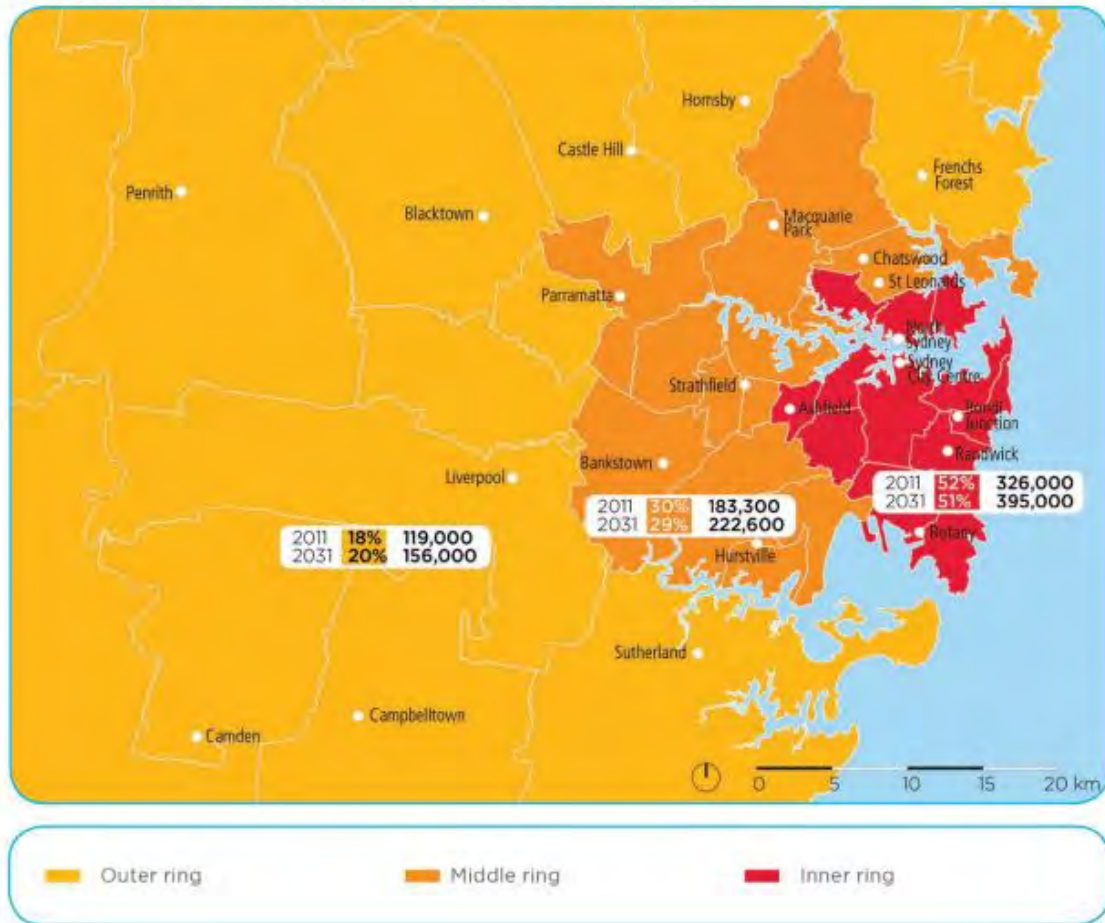 Hornsby
Castle Hill
Frenchs
Forest
Penrith
Blacktown
Macquarie
Park
Chatswood
St Leonards
Parramatta
North
Sydney
Sydney
City Centre
Strathfield
Ashfield
Bondi
Junction
Randwick
Bankstown
Liverpool
2011 52% 326,000
2031 51% 395,000
2011 30% 183,300
2031 29% 222,600
2011 18% 119,000
2031 20% 156,000
Botany
Hurstville
Sutherland
Campbelltown
Camden
0 5 10 15 20 km
Outer ring
Middle ring
Inner ring